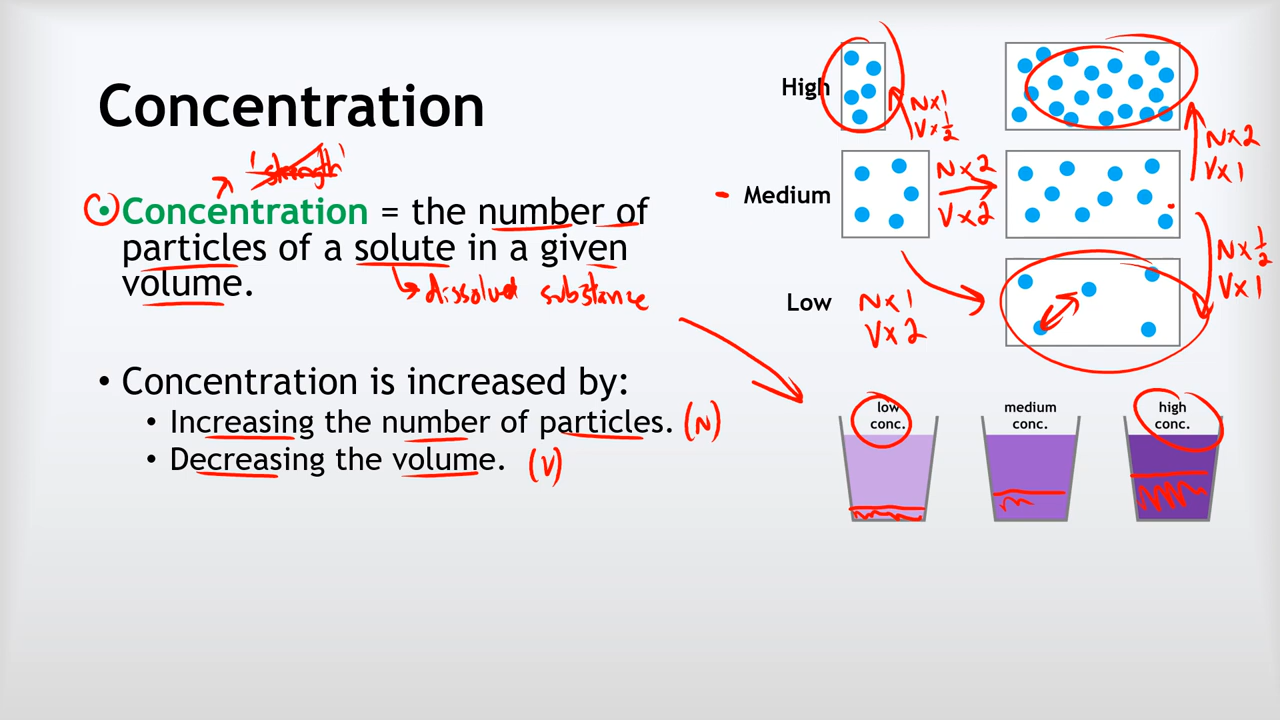 Concentration
'strength'
• Concentration = the number of
particles of a solute in a given
volume.
dissolved substance
• Concentration is increased by:
• Increasing the number of particles. (N)
• Decreasing the volume. (V)
High
N×1
V×½
N×2
V×1
Medium
N×2
V×2
N×½
V×1
Low
N×1
V×2
low
conc.
medium
conc.
high
conc.